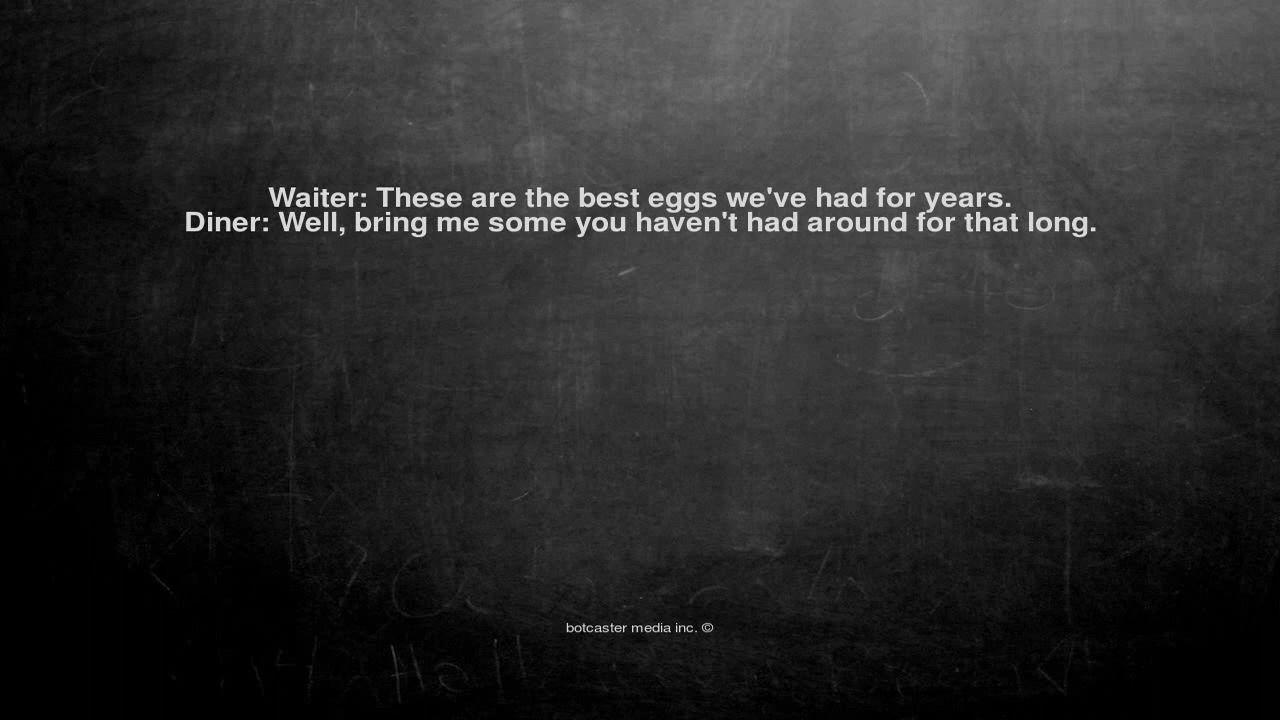 Waiter: These are the best eggs we've had for years.
Diner: Well, bring me some you haven't had around for that long.
botcaster media inc. ©